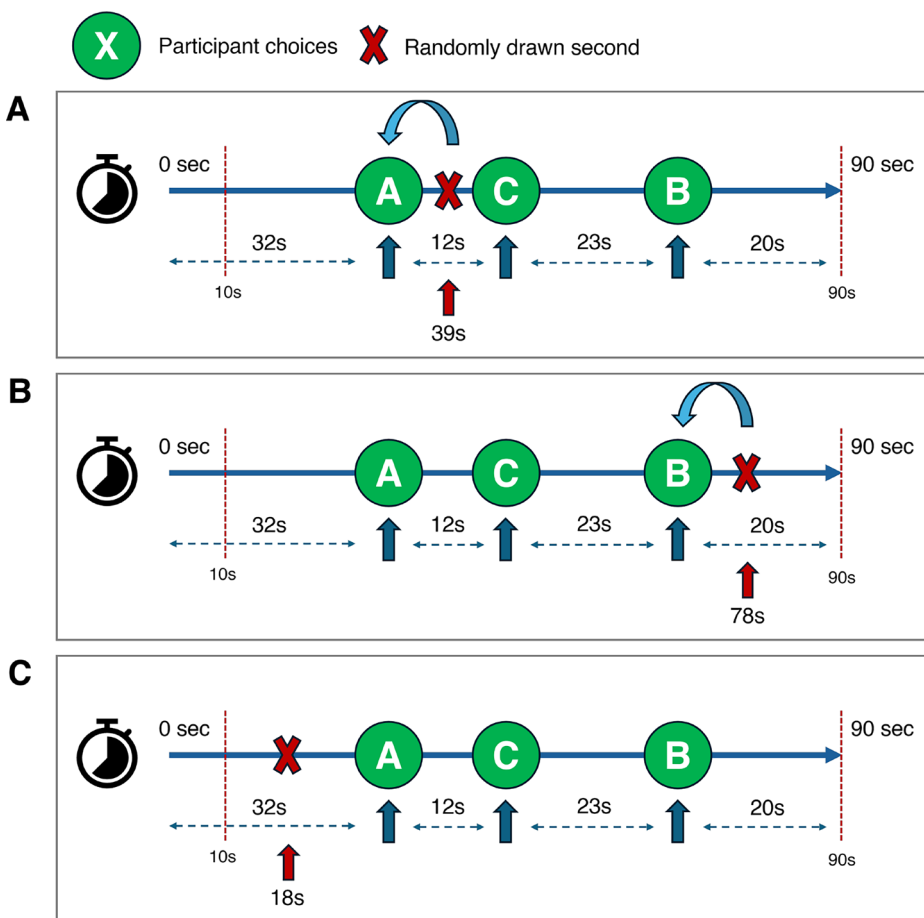 X Participant choices X Randomly drawn second
A
0 sec A X C B 90 sec
32s 12s 23s 20s
10s 90s
39s
B
0 sec A C B X 90 sec
32s 12s 23s 20s
10s 90s
78s
C
0 sec X A C B 90 sec
32s 12s 23s 20s
10s 90s
18s